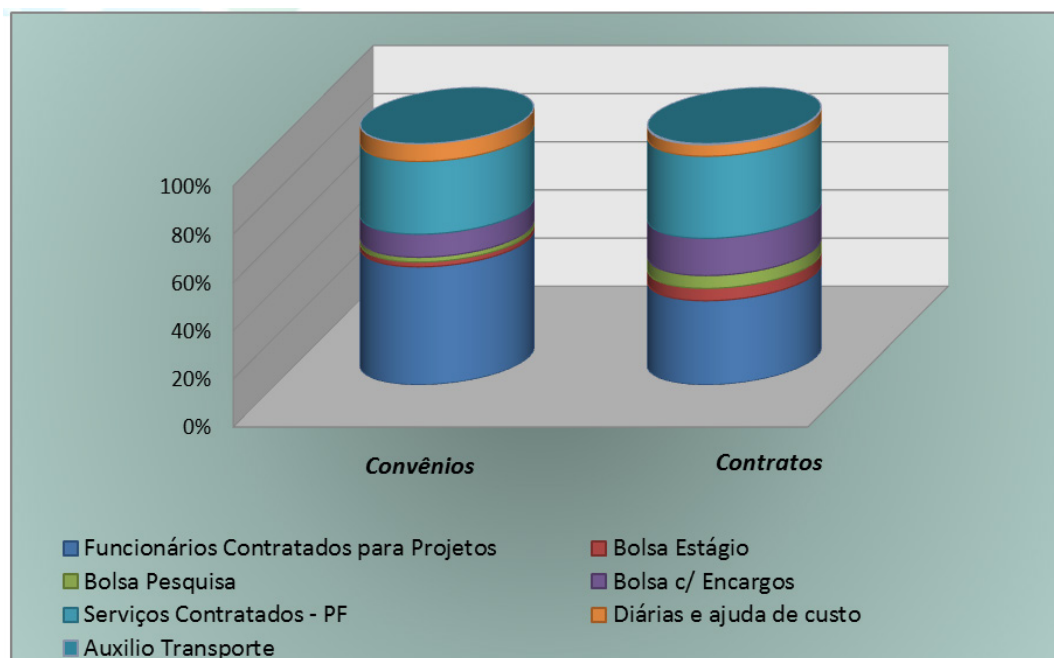 100%
80%
60%
40%
20%
0%
Convênios
Contratos
Funcionários Contratados para Projetos
Bolsa Estágio
Bolsa Pesquisa
Bolsa c/ Encargos
Serviços Contratados - PF
Diárias e ajuda de custo
Auxilio Transporte